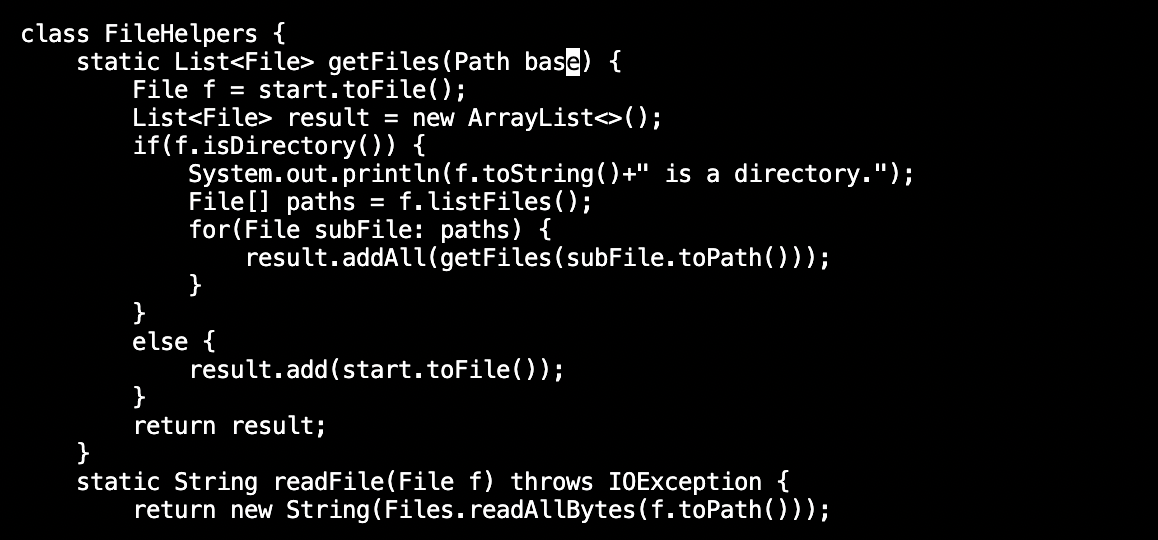 class FileHelpers {
    static List<File> getFiles(Path base) {
        File f = start.toFile();
        List<File> result = new ArrayList<>();
        if(f.isDirectory()) {
            System.out.println(f.toString()+" is a directory.");
            File[] paths = f.listFiles();
            for(File subFile: paths) {
                result.addAll(getFiles(subFile.toPath()));
            }
        }
        else {
            result.add(start.toFile());
        }
        return result;
    }
    static String readFile(File f) throws IOException {
        return new String(Files.readAllBytes(f.toPath()));